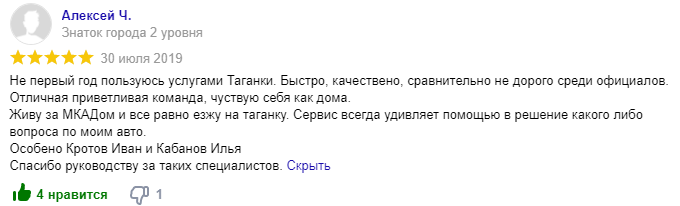 Алексей Ч.
Знаток города 2 уровня
30 июля 2019
Не первый год пользуюсь услугами Таганки. Быстро, качествено, сравнительно не дорого среди официалов.
Отличная приветливая команда, чуствую себя как дома.
Живу за МКАДом и все равно езжу на таганку. Сервис всегда удивляет помощью в решение какого либо
вопроса по моим авто.
Особено Кротов Иван и Кабанов Илья
Спасибо руководству за таких специалистов. Скрыть
4 нравится 1